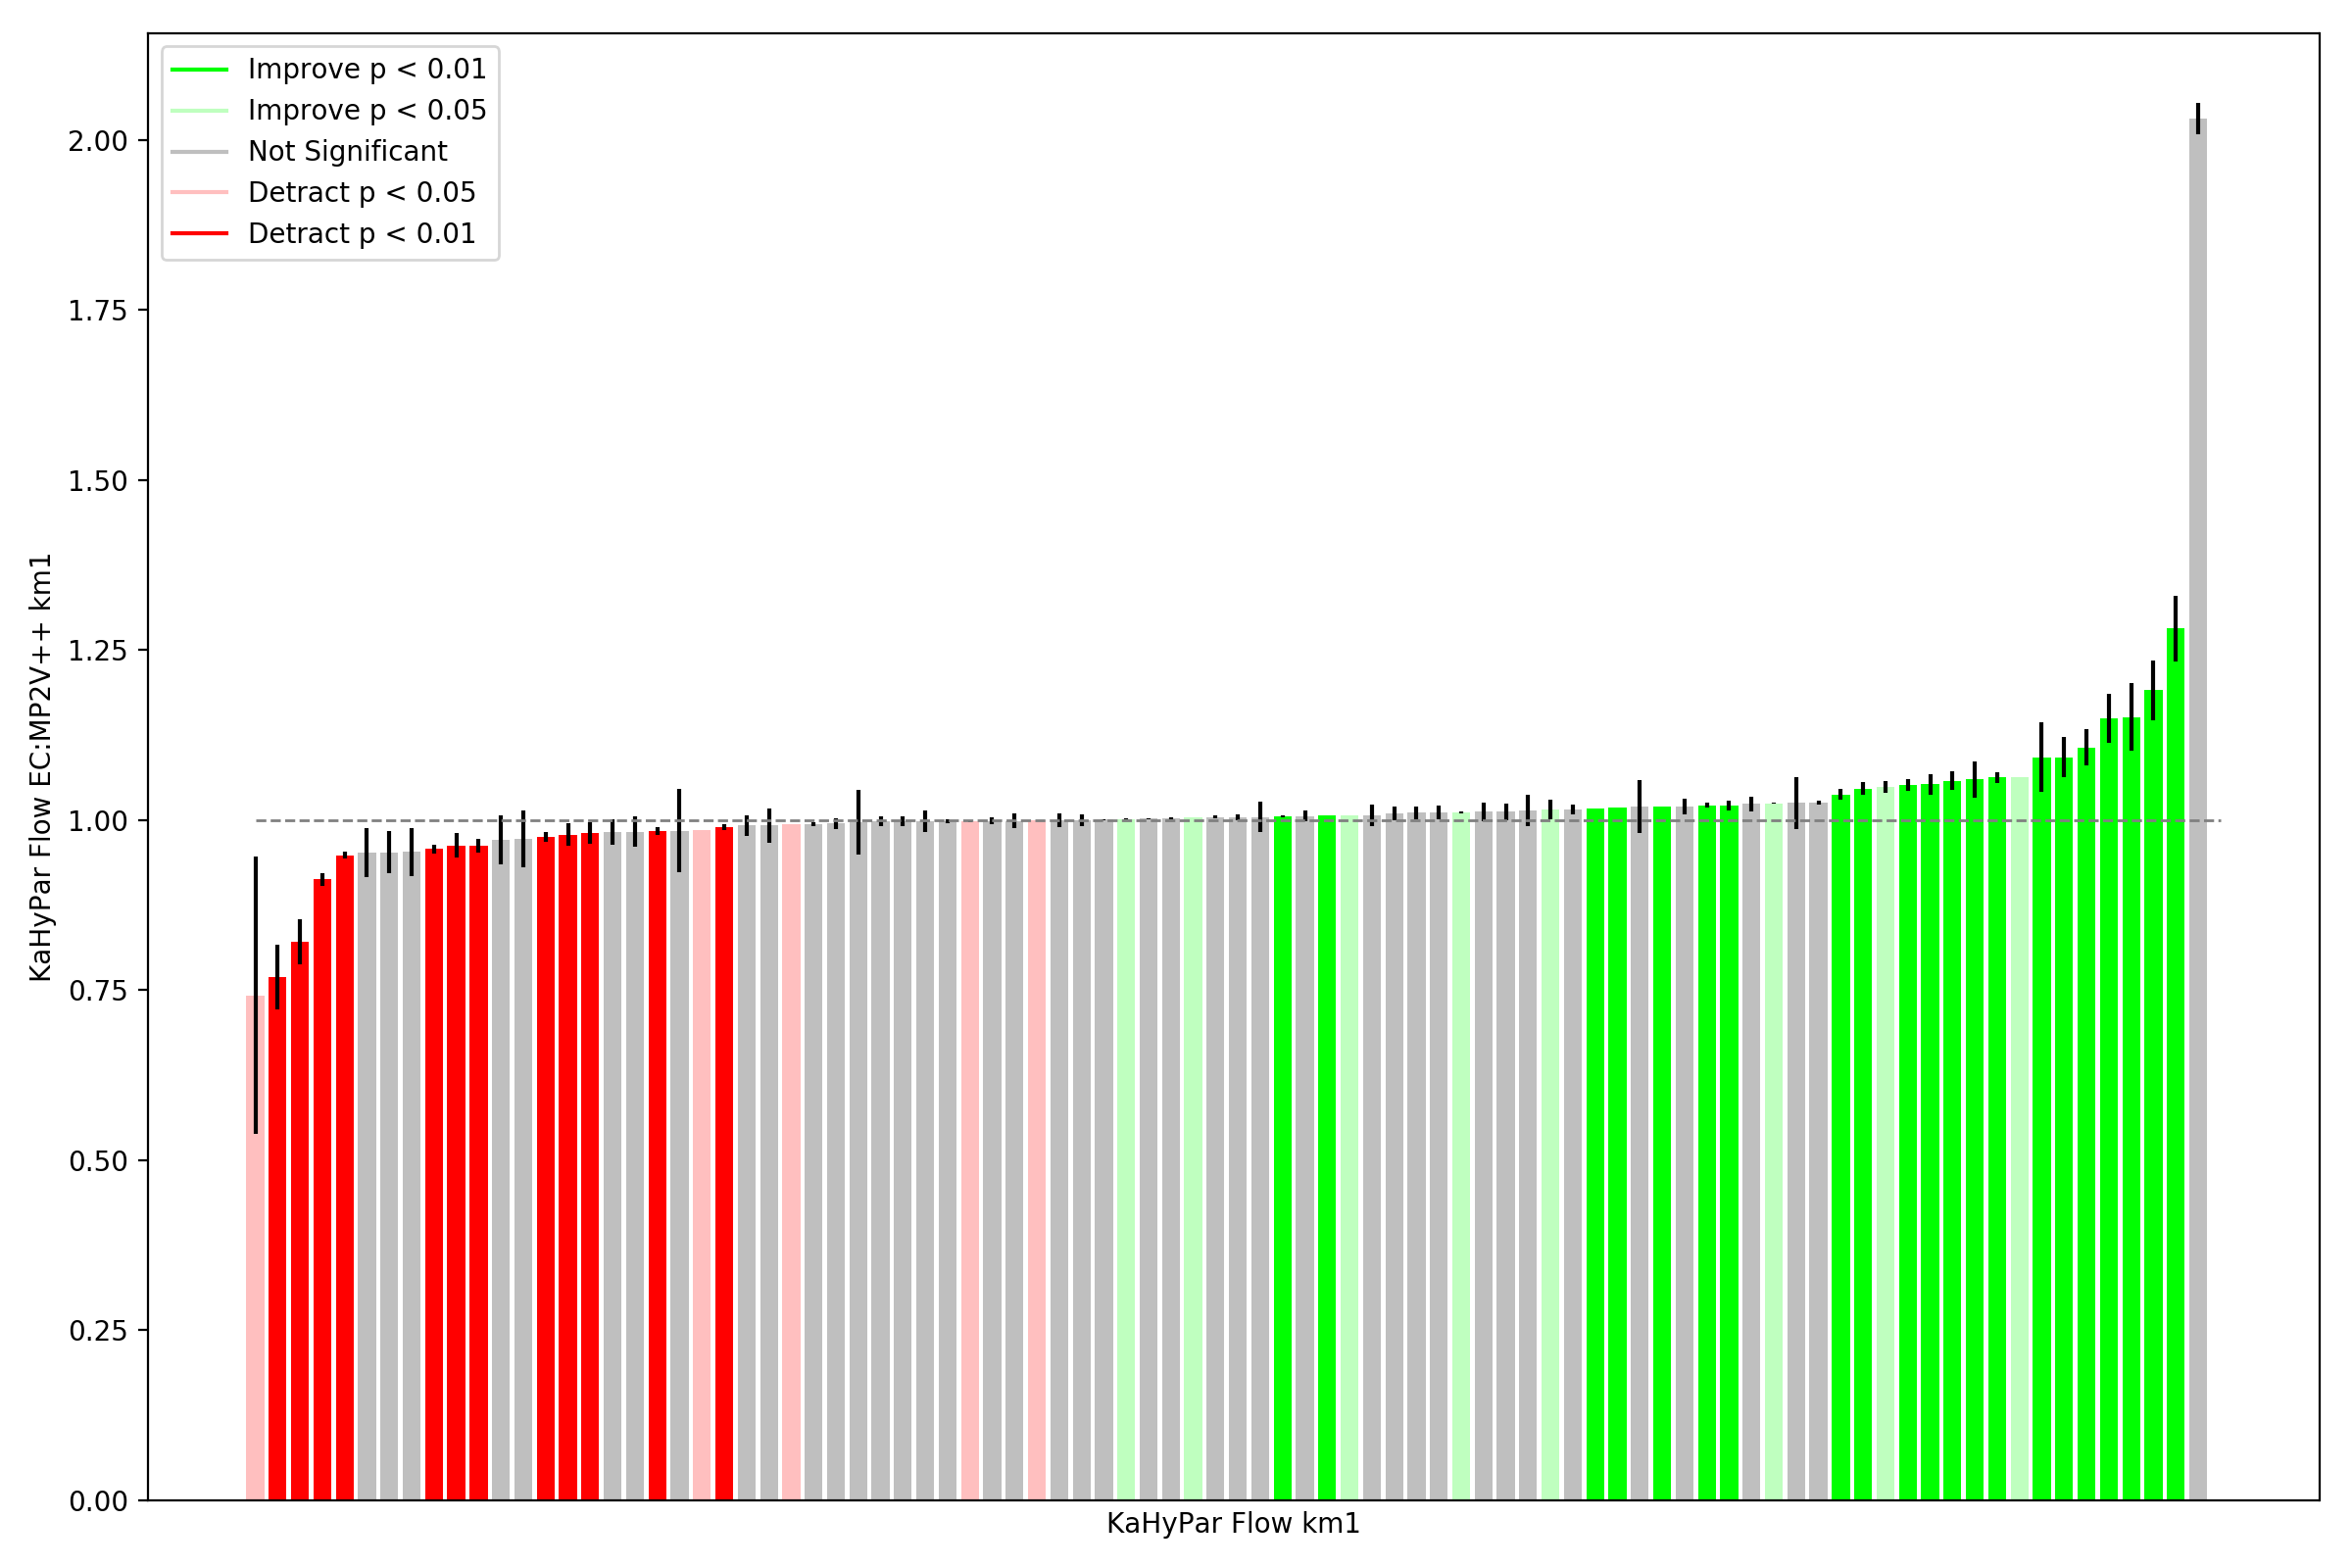 Improve p < 0.01
Improve p < 0.05
Not Significant
Detract p < 0.05
Detract p < 0.01
2.00
1.75
1.50
1.25
1.00
0.75
0.50
0.25
0.00
KaHyPar Flow EC:MP2V++ km1
KaHyPar Flow km1